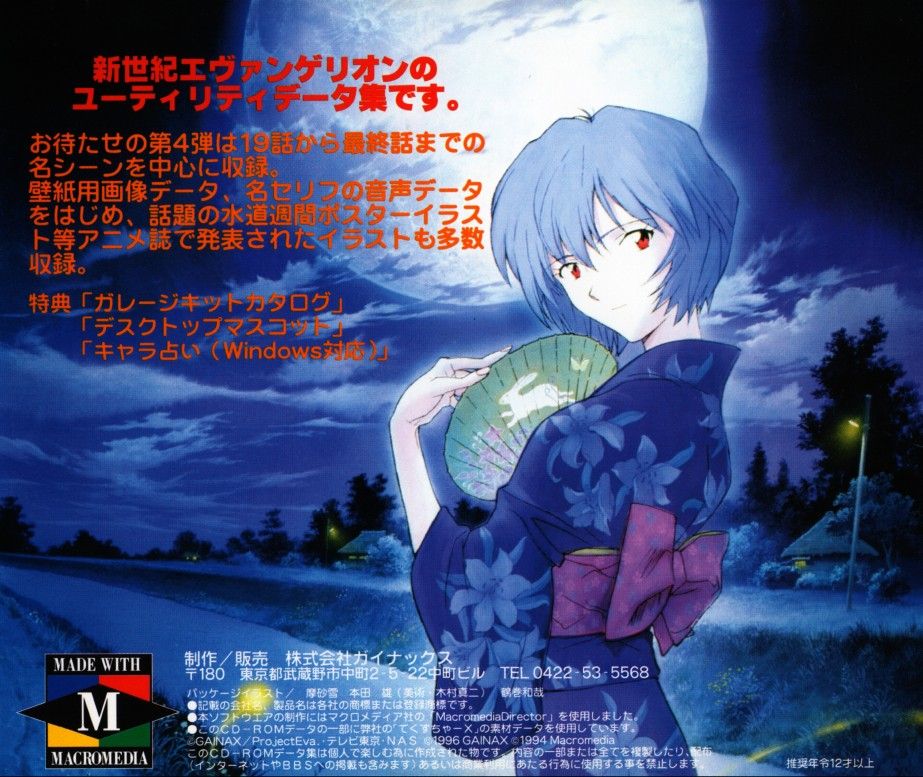 新世紀エヴァンゲリオンの
ユーティリティデータ集です。
お待たせの第4弾は19話から最終話までの
名シーンを中心に収録。
壁紙用画像データ、名セリフの音声データ
をはじめ、話題の水道週間ポスターイラス
ト等アニメ誌で発表されたイラストも多数
収録。
特典「ガレージキットカタログ」
「デスクトップマスコット」
「キャラ占い(Windows対応)」
MADE WITH
M
MACROMEDIA
制作／販売 株式会社ガイナックス
〒180 東京都武蔵野市中町2-5-22中町ビル TEL 0422-53-5568
パッケージイラスト／ 摩砂雪 本田 雄(美術・木村真二) 鶴巻和哉
●記載の会社名、製品名は各社の商標または登録商標です。
●本ソフトウエアの制作にはマクロメディア社の「MacromediaDirector」を使用しました。
●このCD-ROMデータの一部に弊社の「てくすちゃーX」の素材データを使用しています。
©GAINAX／ProjectEva.・テレビ東京・NAS ©1996 GAINAX ©1994 Macromedia
このCD-ROMデータ集は個人で楽しむ為に作成された物です。内容の一部または全てを複製したり、配布
(インターネットやBBSへの掲載も含みます)あるいは商業利用にあたる行為に使用する事を禁止します。
推奨年令12才以上